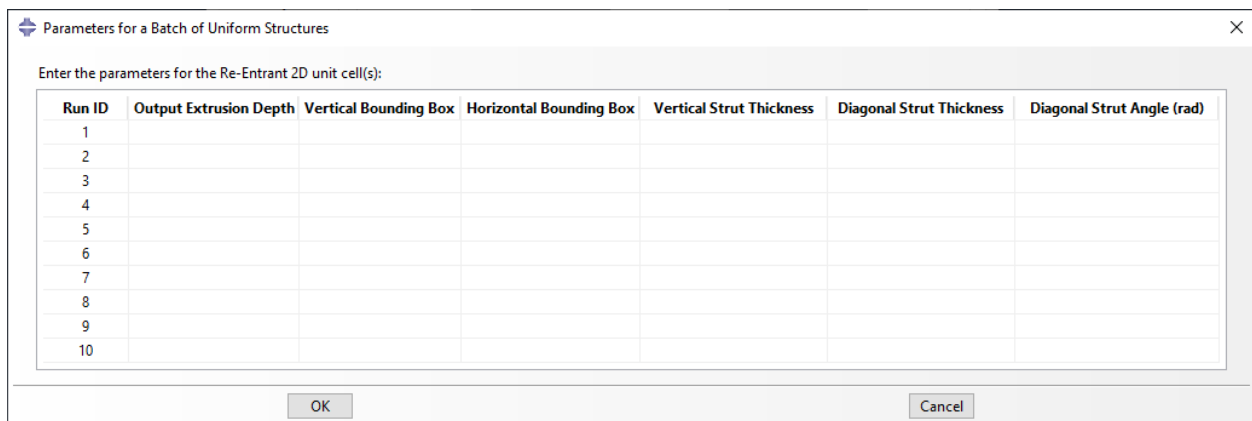 Parameters for a Batch of Uniform Structures
Enter the parameters for the Re-Entrant 2D unit cell(s):
Run ID Output Extrusion Depth Vertical Bounding Box Horizontal Bounding Box Vertical Strut Thickness Diagonal Strut Thickness Diagonal Strut Angle (rad)
1
2
3
4
5
6
7
8
9
10
OK Cancel